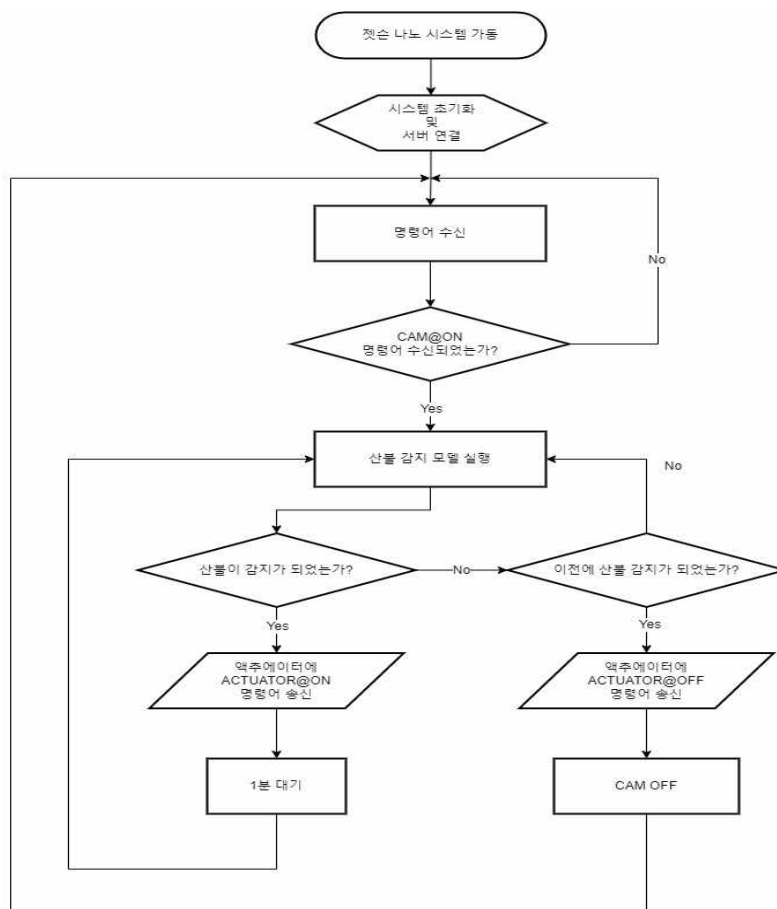 젯슨 나노 시스템 가동
시스템 초기화
및
서버 연결
명령어 수신
No
CAM@ON
명령어 수신되었는가?
Yes
산불 감지 모델 실행
No
산불이 감지가 되었는가?
No
이전에 산불 감지가 되었는가?
Yes
Yes
액추에이터에
ACTUATOR@ON
명령어 송신
액추에이터에
ACTUATOR@OFF
명령어 송신
1분 대기
CAM OFF